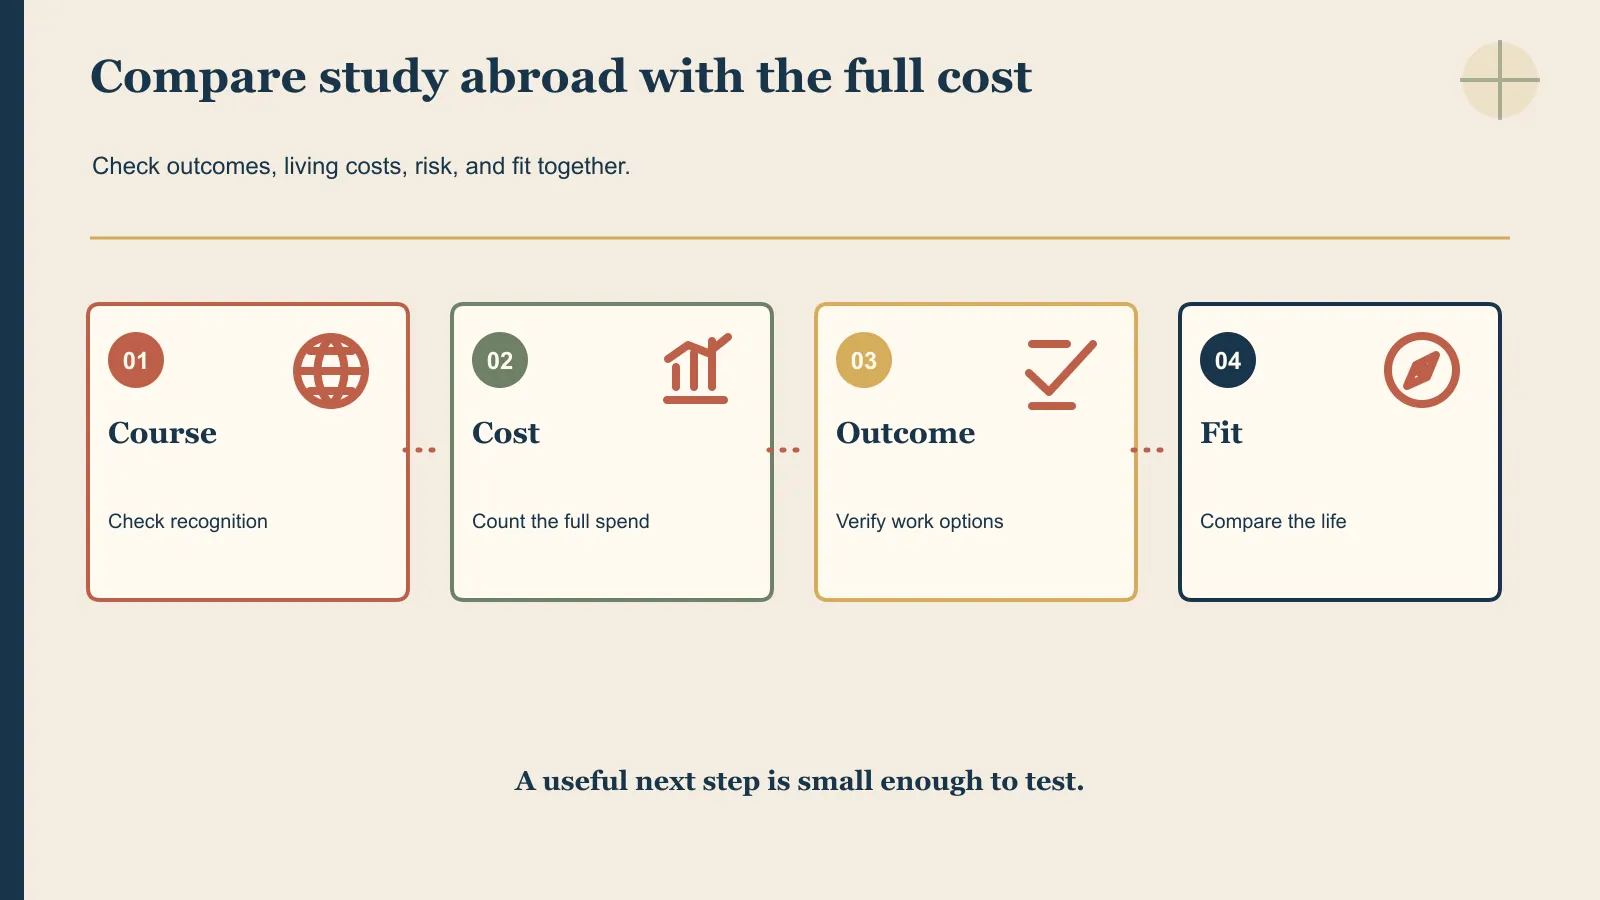 Compare study abroad with the full cost
Check outcomes, living costs, risk, and fit together.
01
Course
Check recognition
02
Cost
Count the full spend
03
Outcome
Verify work options
04
Fit
Compare the life
A useful next step is small enough to test.